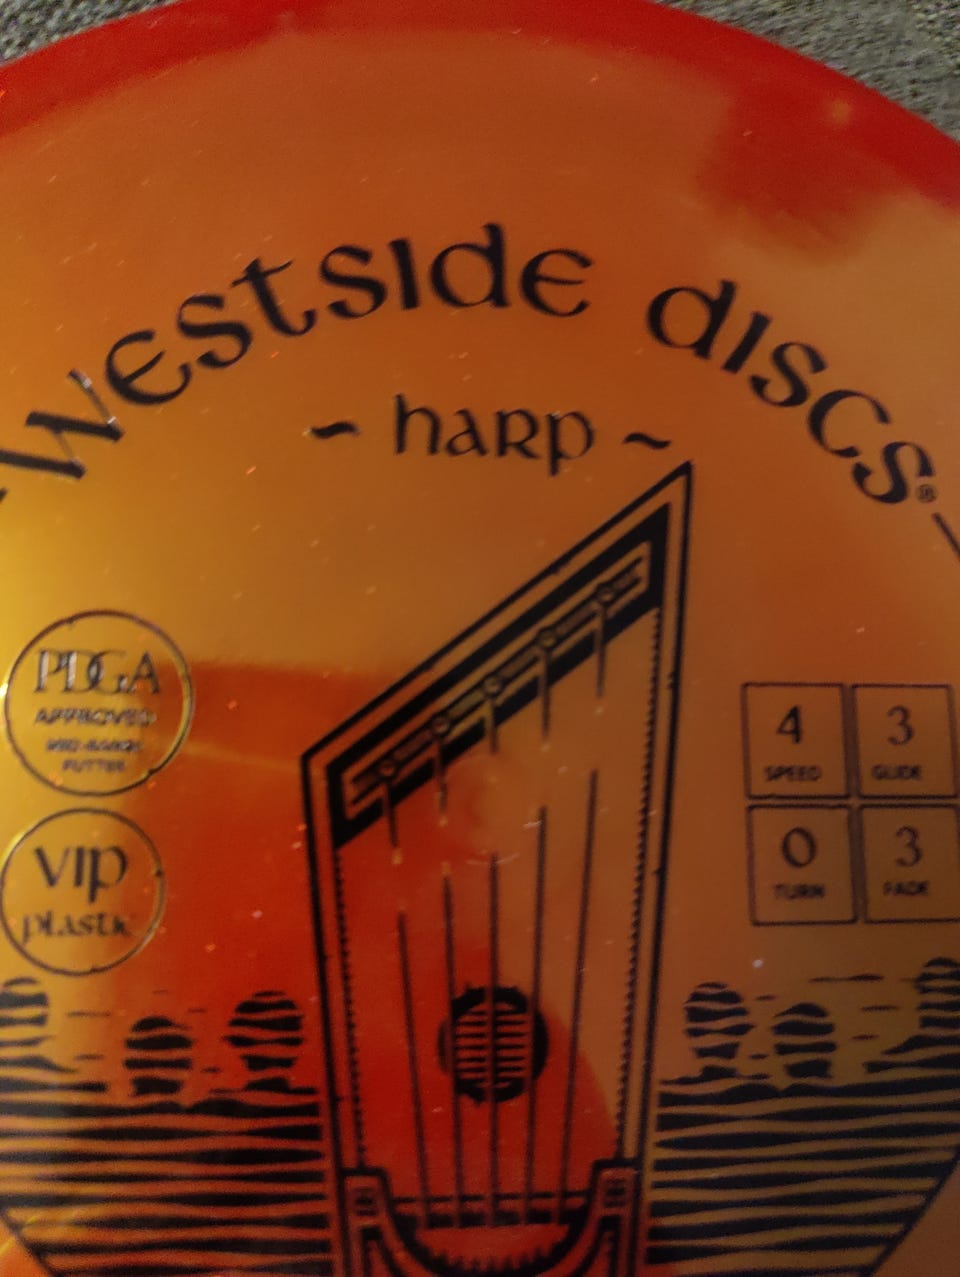 westside discs®
~ harp ~
PDGA
APPROVED
MID-RANGE
PUTTER
VIP
plastic
4 3
SPEED GLIDE
0 3
TURN FADE